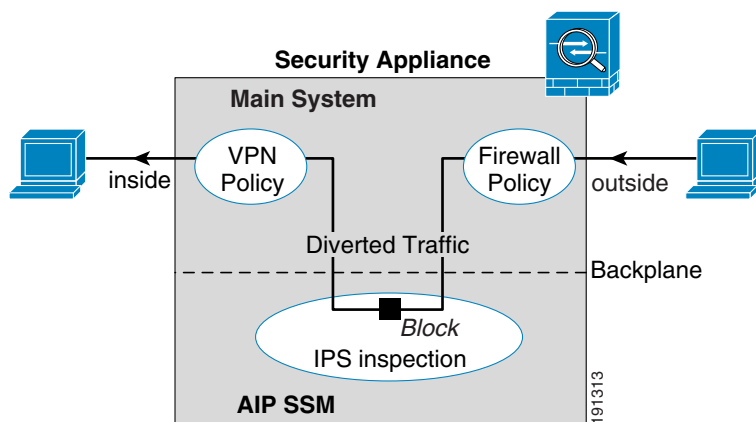 Security Appliance
Main System
VPN
Policy
Firewall
Policy
inside
outside
Diverted Traffic
Backplane
Block
IPS inspection
AIP SSM
191313